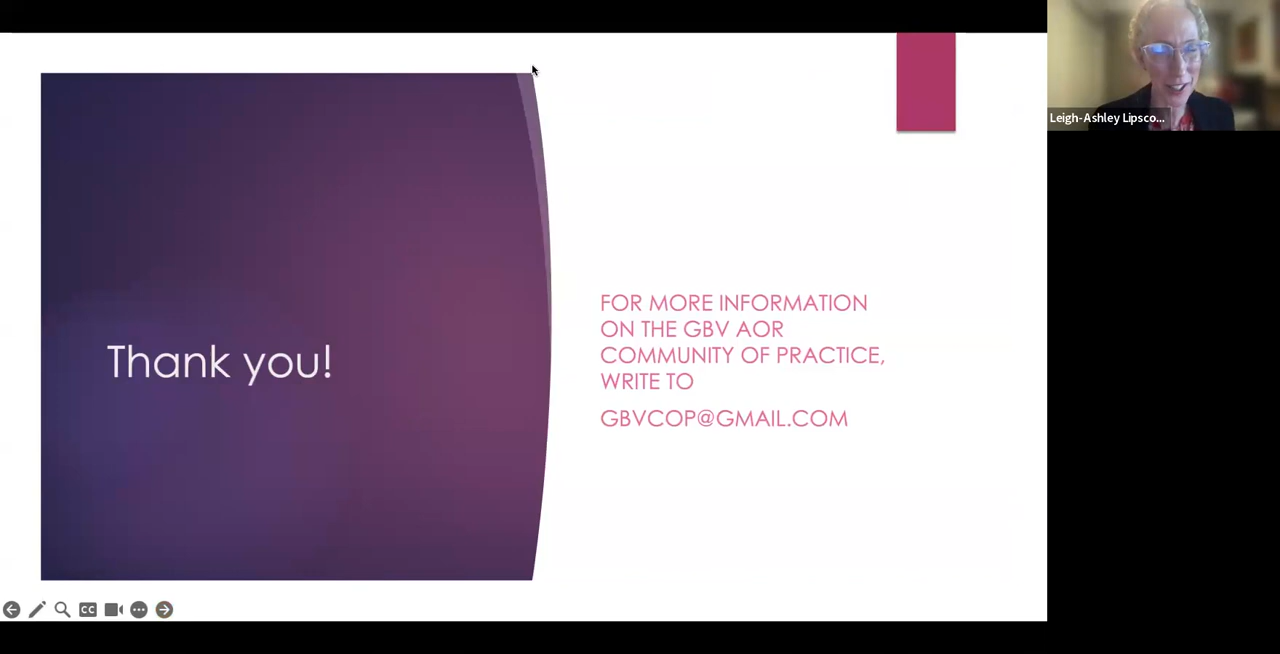 Thank you!
FOR MORE INFORMATION
ON THE GBV AOR
COMMUNITY OF PRACTICE,
WRITE TO
GBVCOP@GMAIL.COM
Leigh-Ashley Lipsco...
CC